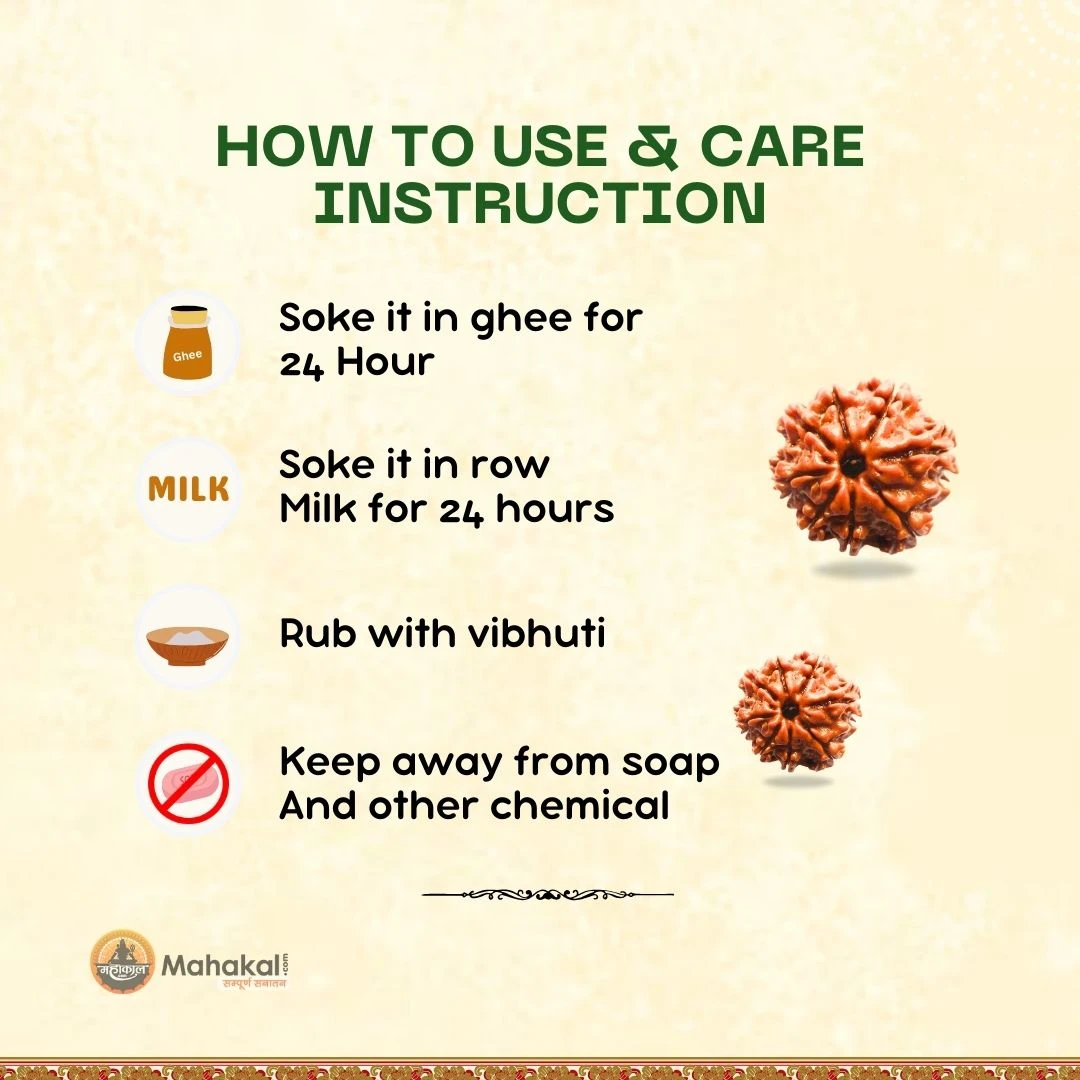 HOW TO USE & CARE
INSTRUCTION
Ghee
Soke it in ghee for
24 Hour
MILK
Soke it in row
Milk for 24 hours
Rub with vibhuti
Keep away from soap
And other chemical
महाकाल
Mahakal.com
सम्पूर्ण सनातन